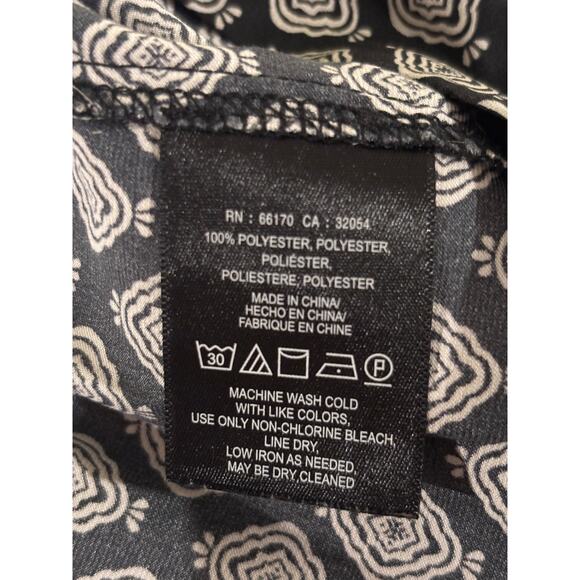 RN : 66170 CA : 32054
100% POLYESTER, POLYESTER,
POLIÉSTER,
POLIESTERE, POLYESTER
MADE IN CHINA/
HECHO EN CHINA/
FABRIQUE EN CHINE
30 P
MACHINE WASH COLD
WITH LIKE COLORS,
USE ONLY NON-CHLORINE BLEACH,
LINE DRY,
LOW IRON AS NEEDED,
MAY BE DRY,CLEANED